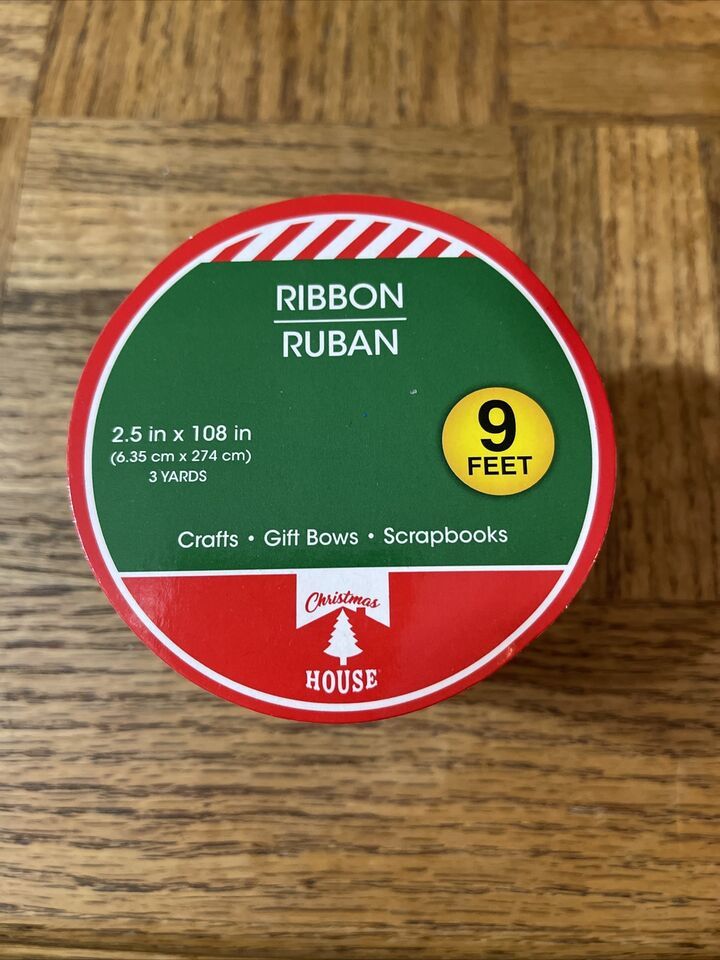 RIBBON
RUBAN
2.5 in x 108 in
(6.35 cm x 274 cm)
3 YARDS
9
FEET
Crafts • Gift Bows • Scrapbooks
Christmas
HOUSE